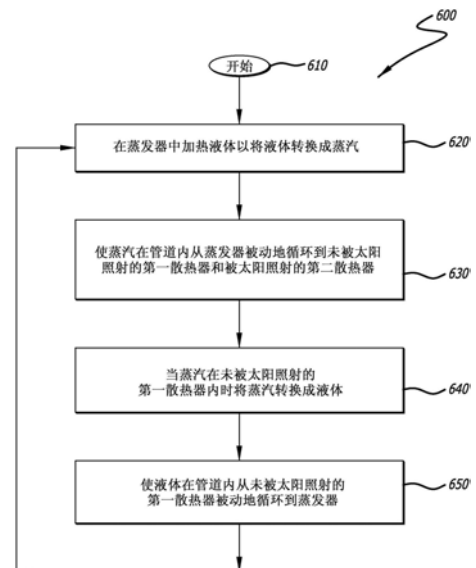 600
开始
610
在蒸发器中加热液体以将液体转换成蒸汽
620'
使蒸汽在管道内从蒸发器被动地循环到未被太阳
照射的第一散热器和被太阳照射的第二散热器
630'
当蒸汽在未被太阳照射的
第一散热器内时将蒸汽转换成液体
640'
使液体在管道内从未被太阳照射的
第一散热器被动地循环到蒸发器
650'